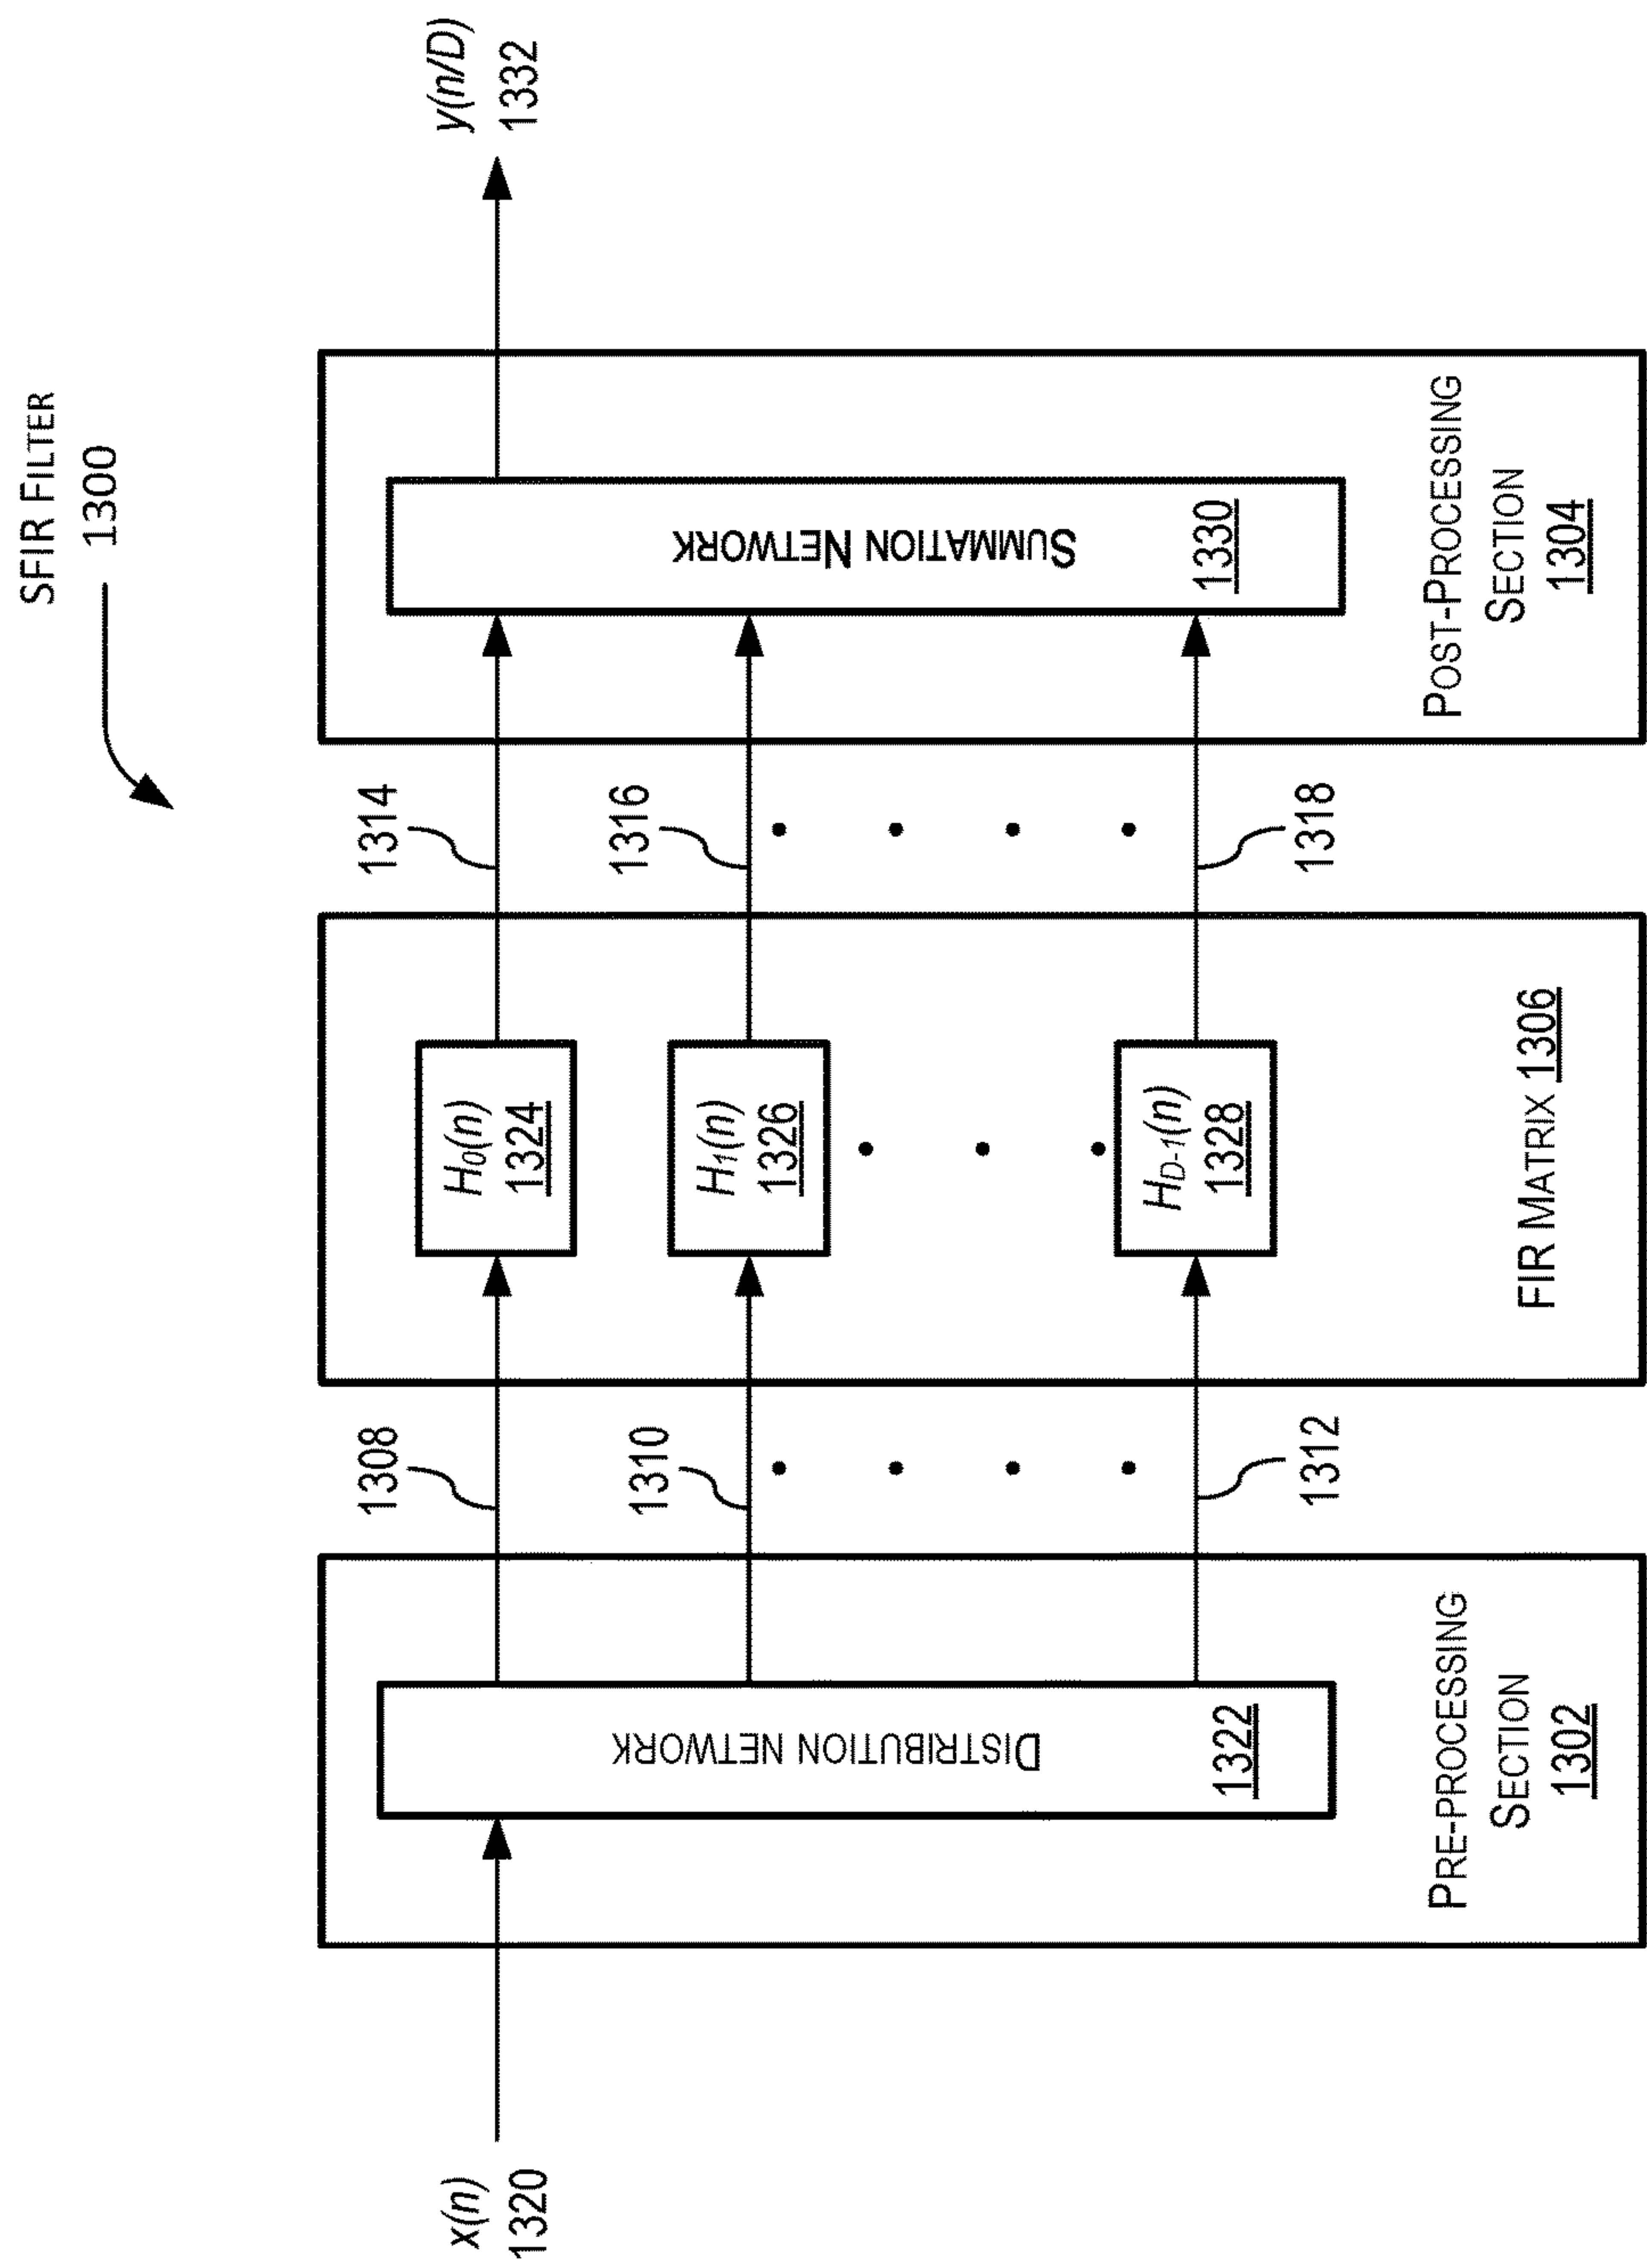 SFIR FILTER
1300
x(n)
1320
DISTRIBUTION NETWORK
1322
PRE-PROCESSING
SECTION
1302
1308
1310
1312
H0(n)
1324
H1(n)
1326
HD-1(n)
1328
FIR MATRIX 1306
1314
1316
1318
SUMMATION NETWORK
1330
POST-PROCESSING
SECTION
1304
y(n/D)
1332